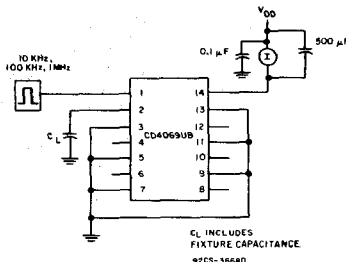 VDD
10 KHz,
100 KHz, 1MHz
0.1 µF
I
500 µF
1
14
2
13
3
12
CL
4
CD4069UB
11
5
10
6
9
7
8
CL INCLUDES
FIXTURE CAPACITANCE.
92CS-36680